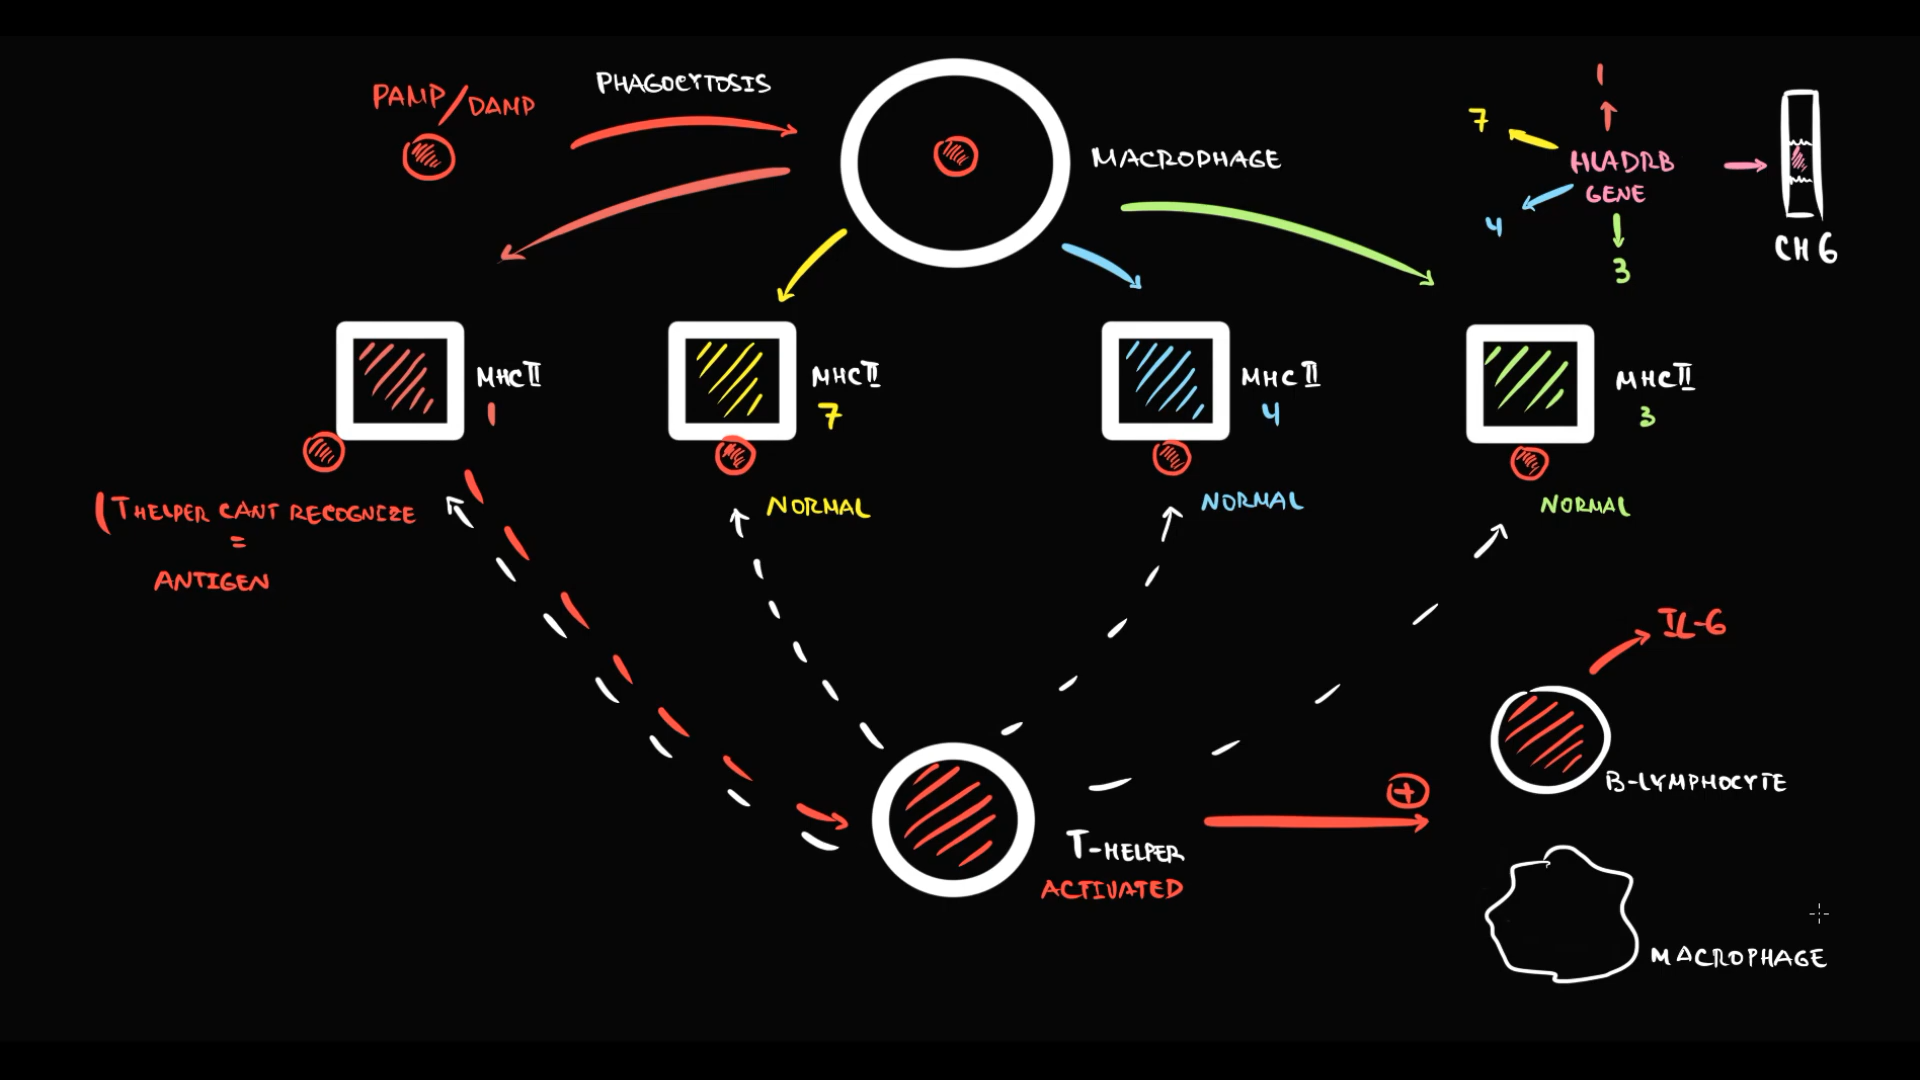 PAMP/DAMP
PHAGOCYTOSIS
MACROPHAGE
1
7
HLADRB
GENE
4
3
CH 6
MHC II
1
MHC II
7
MHC II
4
MHC II
3
(T HELPER CANT RECOGNIZE
=
ANTIGEN
NORMAL
NORMAL
NORMAL
IL-6
B-LYMPHOCYTE
+
T-HELPER
ACTIVATED
MACROPHAGE